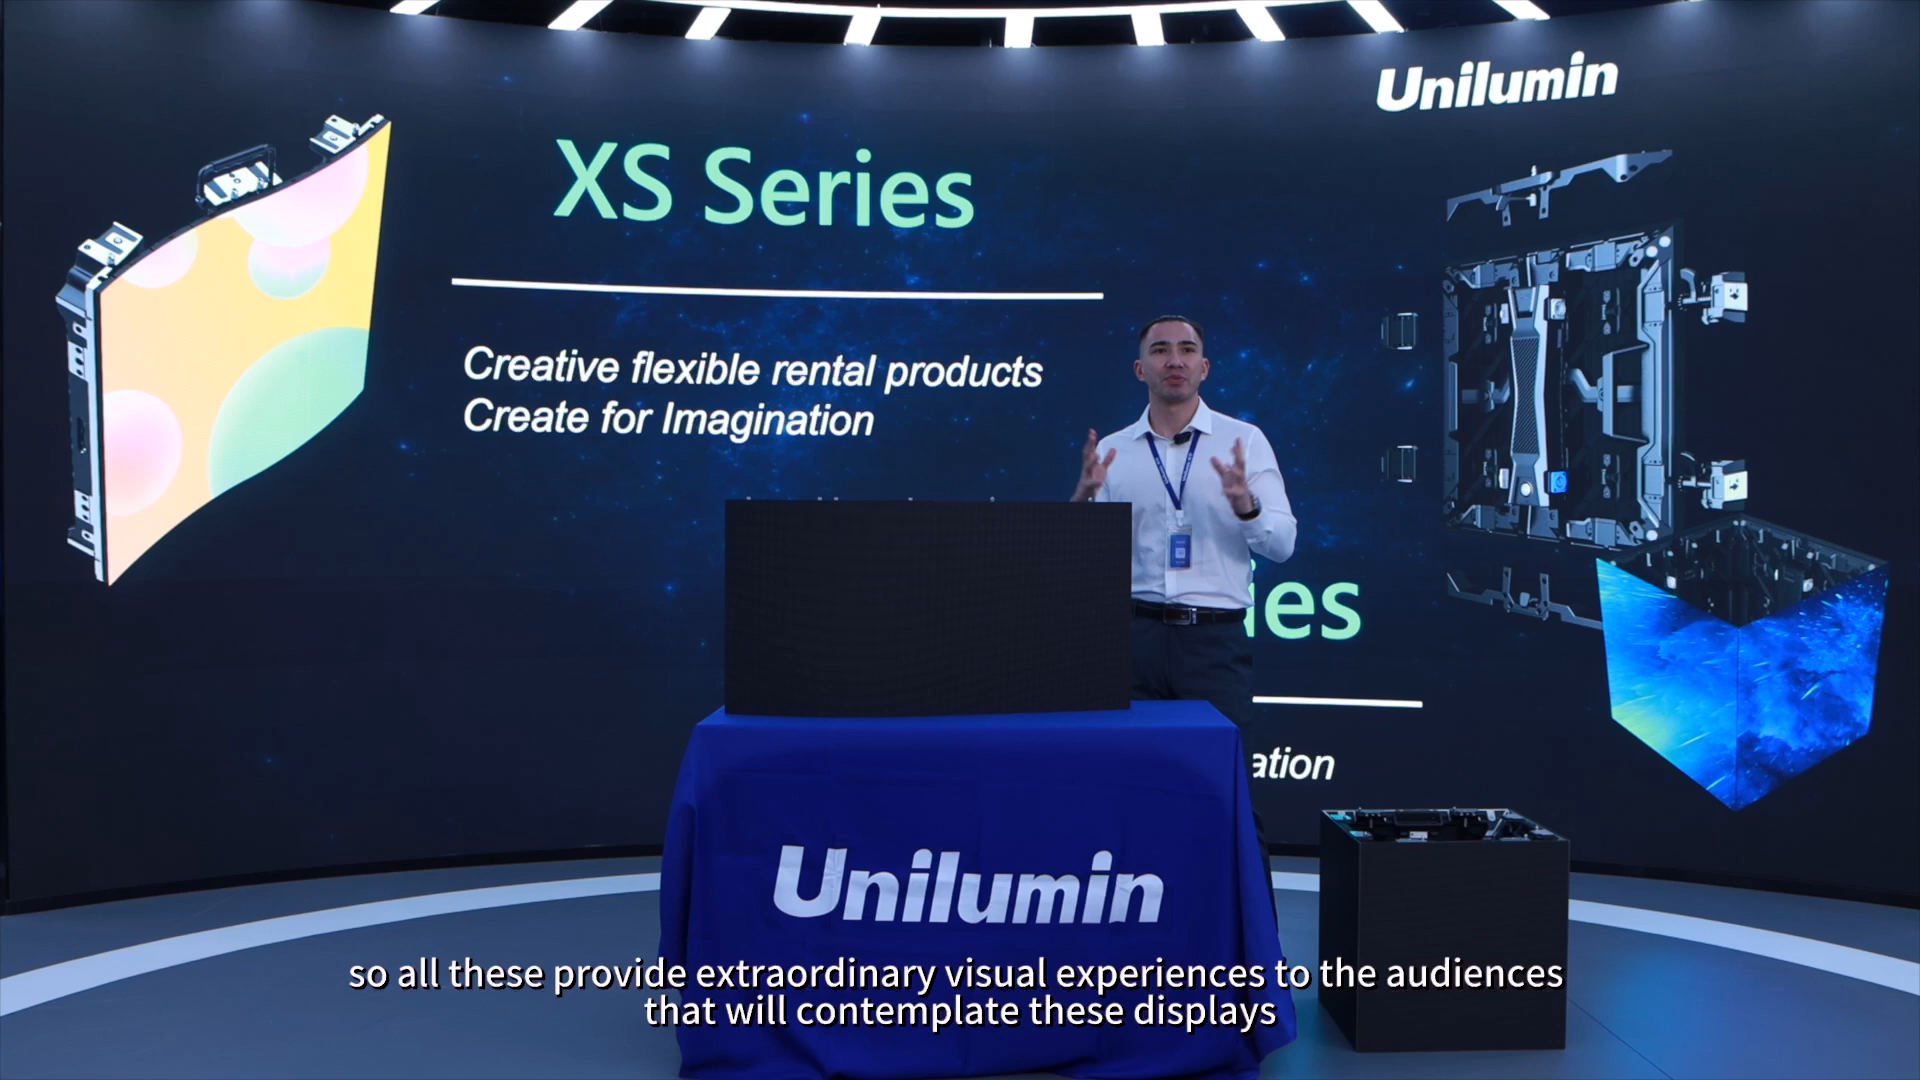 Unilumin
XS Series
Creative flexible rental products
Create for Imagination
ies
ation
Unilumin
so all these provide extraordinary visual experiences to the audiences
that will contemplate these displays